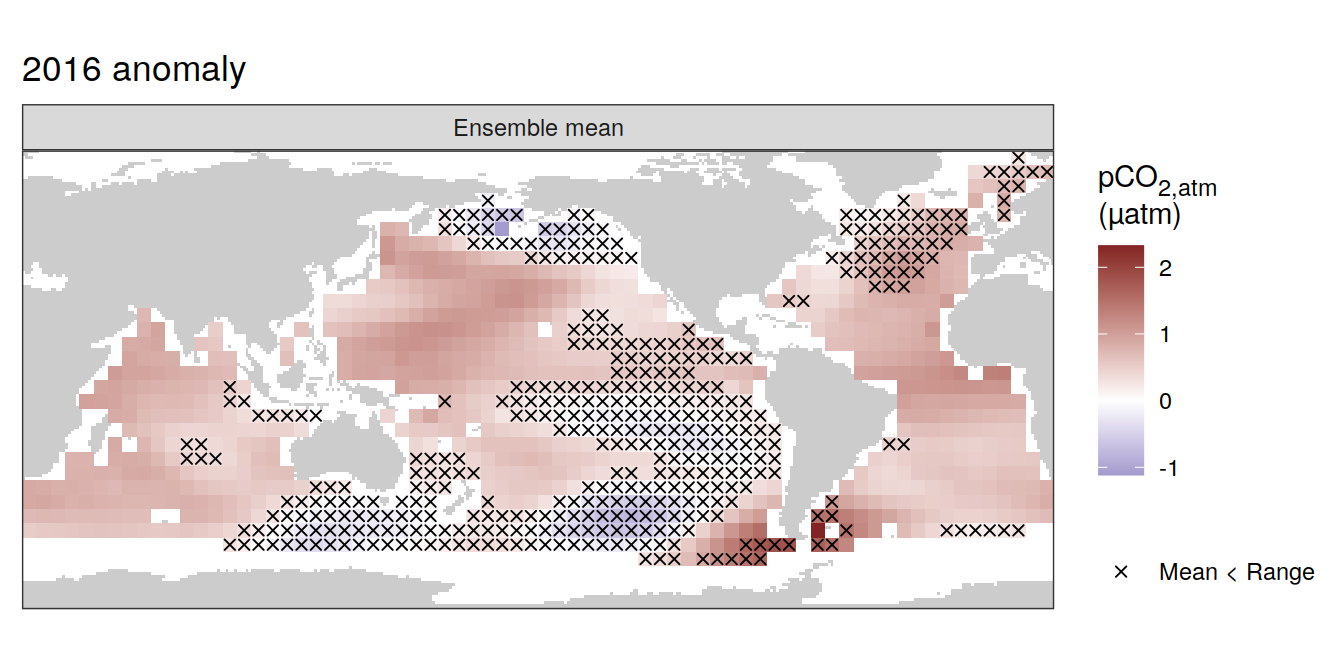 2016 anomaly
Ensemble mean
pCO2,atm
(µatm)
2
1
0
-1
× Mean < Range